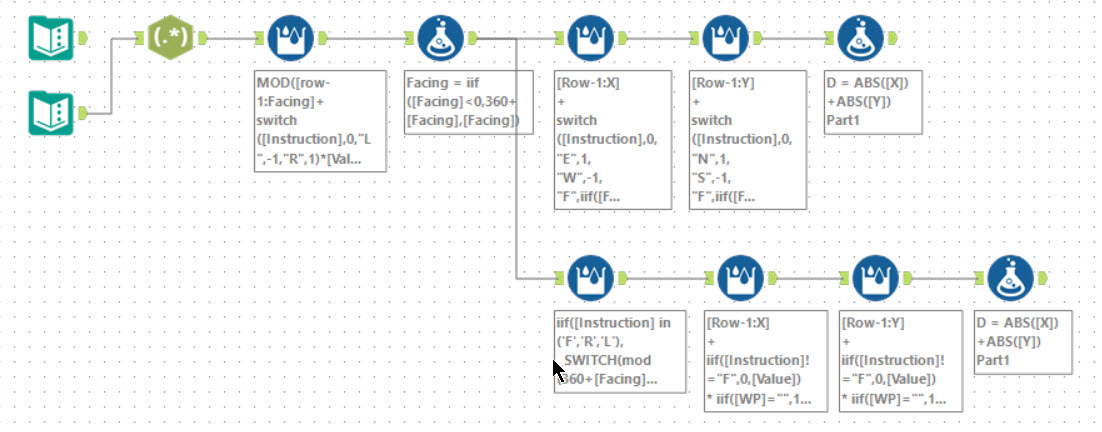 (.*)
MOD([row-
1:Facing]+
switch
([Instruction],0,"L
",-1,"R",1)*[Val...
Facing = iif
([Facing]<0,360+
[Facing],[Facing])
[Row-1:X]
+
switch
([Instruction],0,
"E",1,
"W",-1,
"F",iif([F...
[Row-1:Y]
+
switch
([Instruction],0,
"N",1,
"S",-1,
"F",iif([F...
D = ABS([X])
+ABS([Y])
Part1
iif([Instruction] in
('F','R','L'),
SWITCH(mod
(360+[Facing]...
[Row-1:X]
+
iif([Instruction]!
="F",0,[Value])
* iif([WP]="",1...
[Row-1:Y]
+
iif([Instruction]!
="F",0,[Value])
* iif([WP]="",1...
D = ABS([X])
+ABS([Y])
Part1